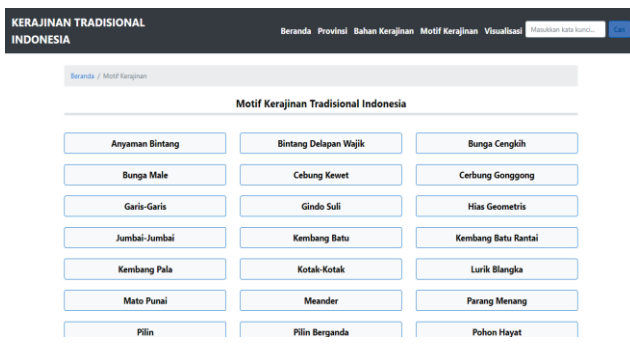 KERAJINAN TRADISIONAL
INDONESIA
Beranda Provinsi Bahan Kerajinan Motif Kerajinan Visualisasi Masukkan kata kunci... Cari
Beranda / Motif Kerajinan
Motif Kerajinan Tradisional Indonesia
Anyaman Bintang Bintang Delapan Wajik Bunga Cengkih
Bunga Male Cebung Kewet Cerbung Gonggong
Garis-Garis Gindo Suli Hias Geometris
Jumbai-Jumbai Kembang Batu Kembang Batu Rantai
Kembang Pala Kotak-Kotak Lurik Blangka
Mato Punai Meander Parang Menang
Pilin Pilin Berganda Pohon Hayat